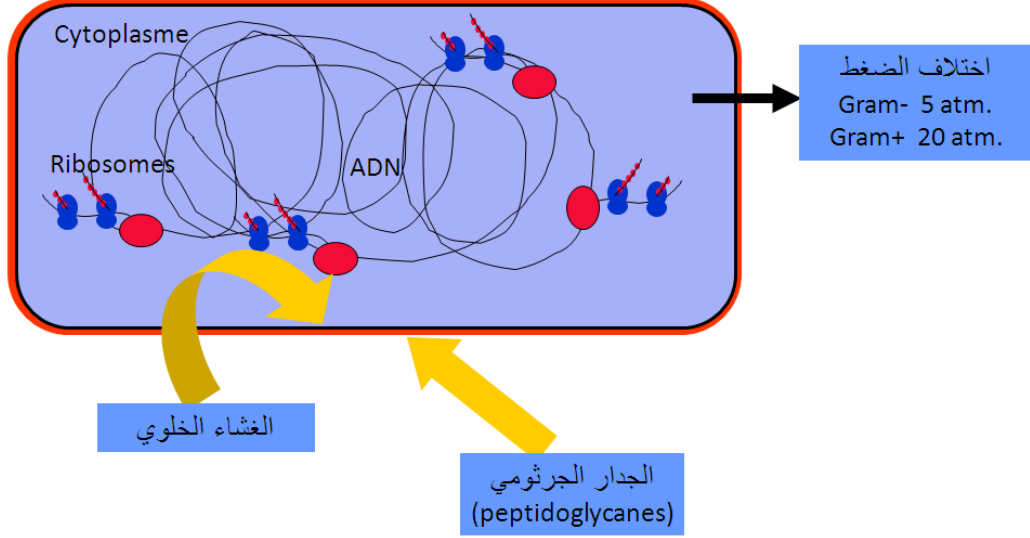 Cytoplasme
اختلاف الضغط
Gram- 5 atm.
Gram+ 20 atm.
Ribosomes
ADN
الغشاء الخلوي
الجدار الجرثومي
(peptidoglycanes)